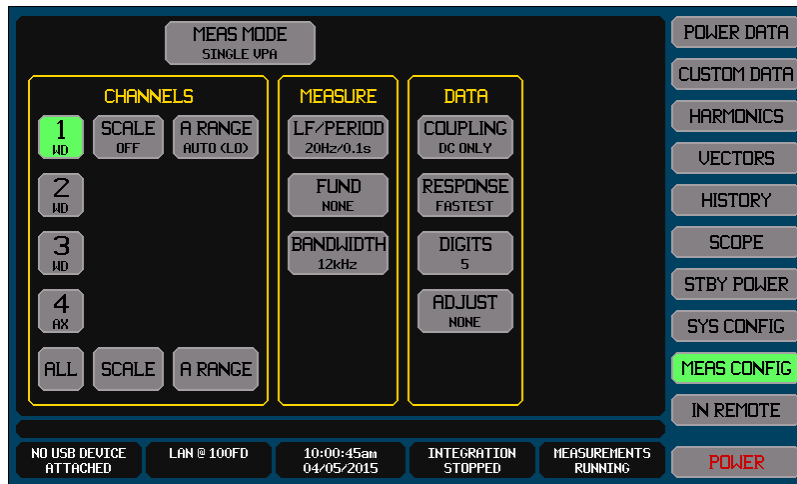 MEAS MODE
SINGLE VPA
CHANNELS
1
WD
SCALE
OFF
A RANGE
AUTO (LO)
2
WD
3
WD
4
AX
ALL
SCALE
A RANGE
MEASURE
LF/PERIOD
20Hz/0.1s
FUND
NONE
BANDWIDTH
12kHz
DATA
COUPLING
DC ONLY
RESPONSE
FASTEST
DIGITS
5
ADJUST
NONE
POWER DATA
CUSTOM DATA
HARMONICS
VECTORS
HISTORY
SCOPE
STBY POWER
SYS CONFIG
MEAS CONFIG
IN REMOTE
POWER
NO USB DEVICE
ATTACHED
LAN @ 100FD
10:00:45am
04/05/2015
INTEGRATION
STOPPED
MEASUREMENTS
RUNNING